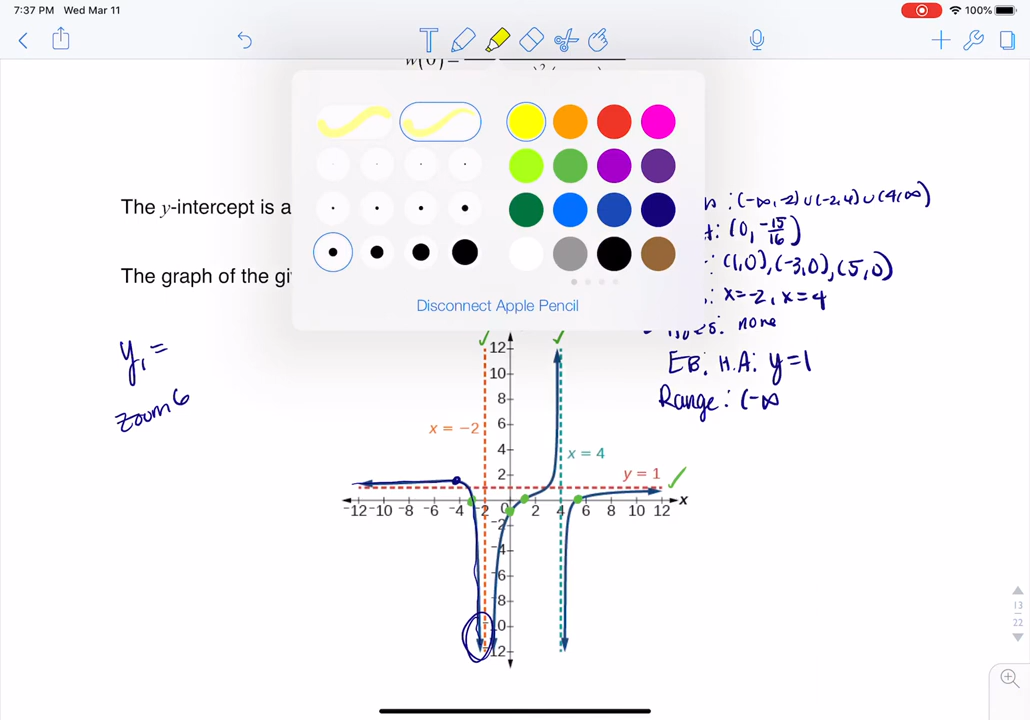 7:37 PM Wed Mar 11
100%
T
w(0) =
The y-intercept is a
The graph of the gi
Disconnect Apple Pencil
: (-∞,-2)∪(-2,4)∪(4,∞)
: (0, -15/16)
: (1,0),(-3,0),(5,0)
: x=-2, x=4
: none
EB: H.A: y=1
Range: (-∞
y₁ =
zoom 6
x = −2
x = 4
y = 1
x
12
10
8
6
4
2
−12 −10 −8 −6 −4 −2 0 2 4 6 8 10 12
−2
−4
−6
−8
−10
−12
13
22